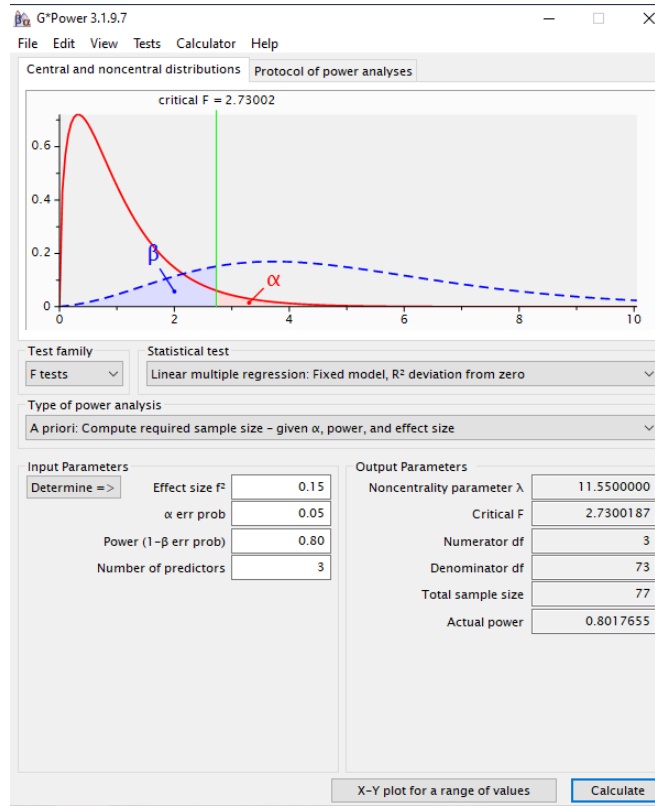 G*Power 3.1.9.7
File Edit View Tests Calculator Help
Central and noncentral distributions Protocol of power analyses
critical F = 2.73002
0.6
0.4
0.2
0
β
α
0 2 4 6 8 10
Test family Statistical test
F tests Linear multiple regression: Fixed model, R² deviation from zero
Type of power analysis
A priori: Compute required sample size – given α, power, and effect size
Input Parameters Output Parameters
Determine => Effect size f² 0.15 Noncentrality parameter λ 11.5500000
α err prob 0.05 Critical F 2.7300187
Power (1-β err prob) 0.80 Numerator df 3
Number of predictors 3 Denominator df 73
Total sample size 77
Actual power 0.8017655
X-Y plot for a range of values Calculate